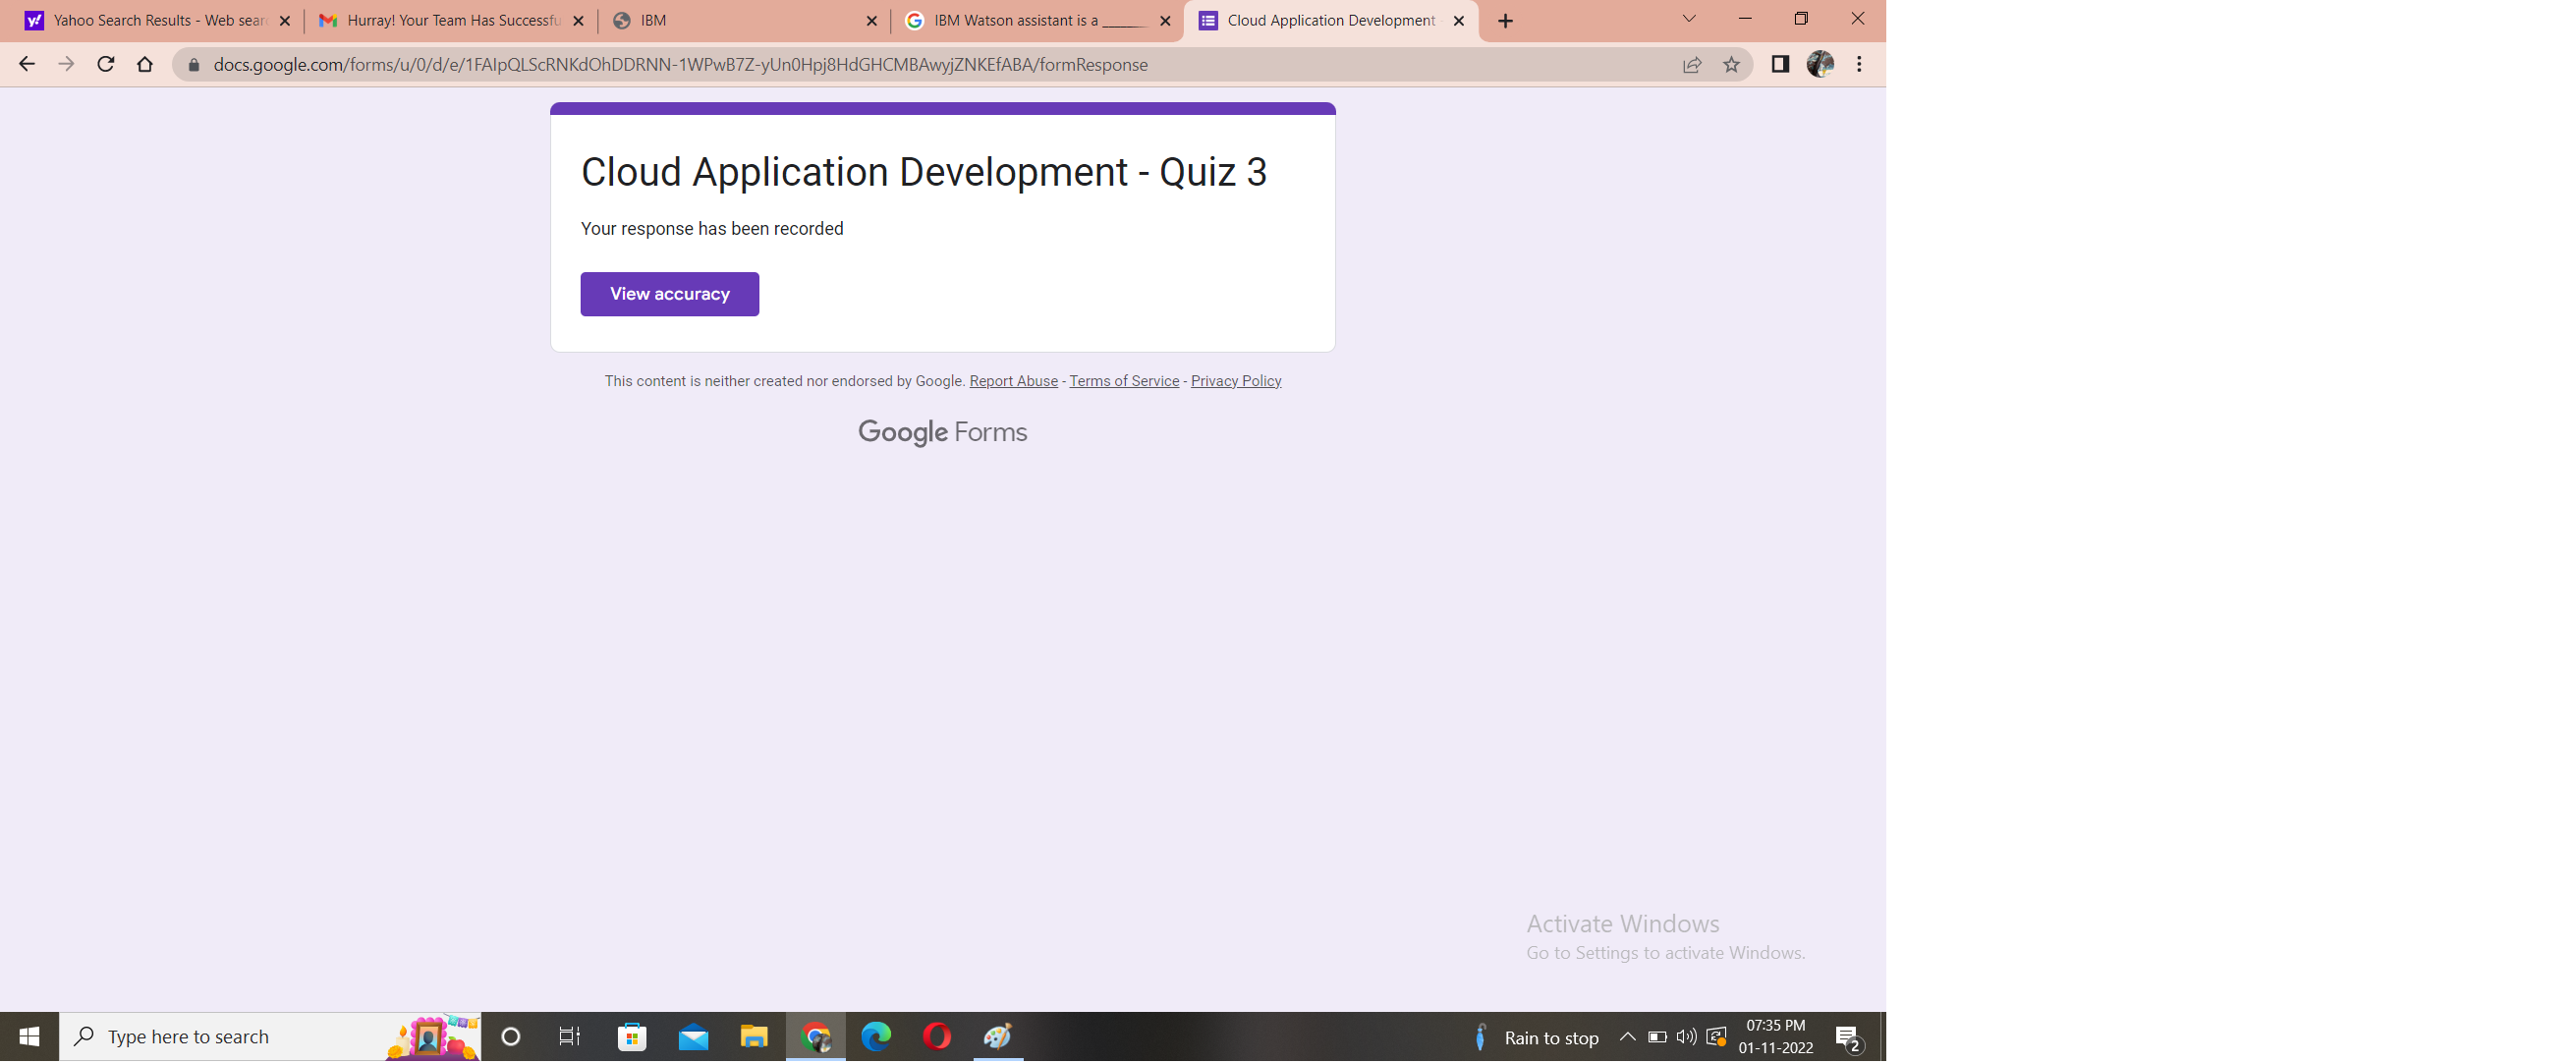 Yahoo Search Results - Web sear
Hurray! Your Team Has Successfu
IBM
IBM Watson assistant is a ______
Cloud Application Development -
docs.google.com/forms/u/0/d/e/1FAIpQLScRNKdOhDDRNN-1WPwB7Z-yUn0Hpj8HdGHCMBAwyjZNKEfABA/formResponse
Cloud Application Development - Quiz 3
Your response has been recorded
View accuracy
This content is neither created nor endorsed by Google. Report Abuse - Terms of Service - Privacy Policy
Google Forms
Activate Windows
Go to Settings to activate Windows.
Type here to search
Rain to stop
07:35 PM
01-11-2022
2